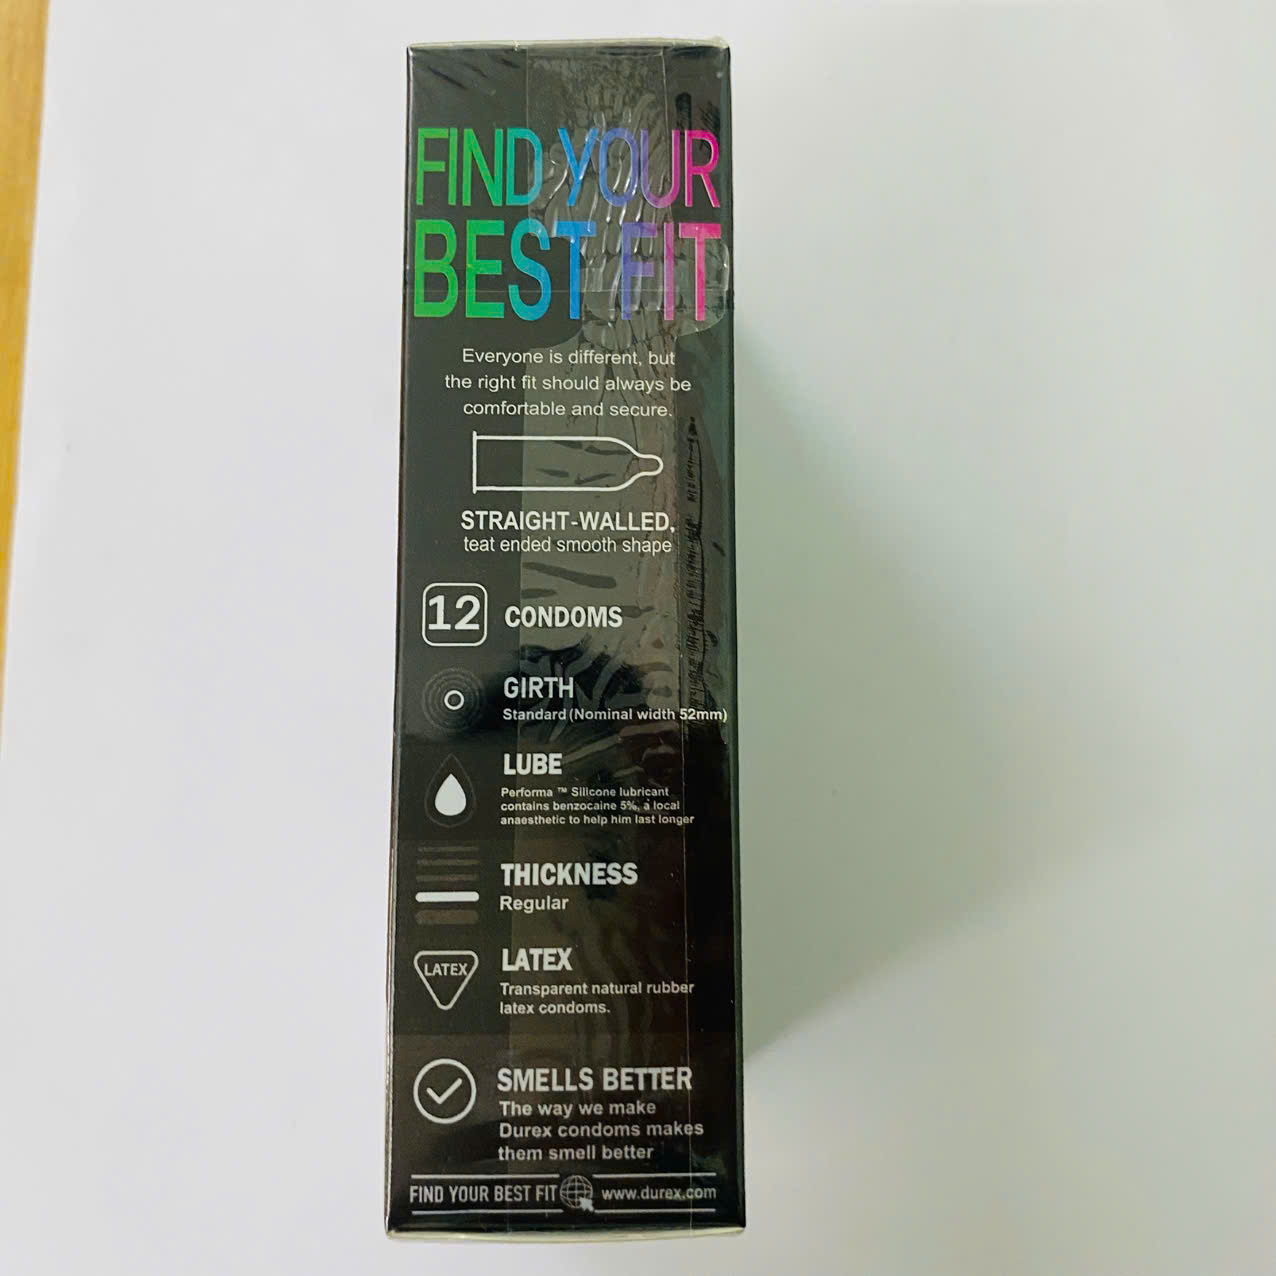 FIND YOUR
BEST FIT
Everyone is different, but
the right fit should always be
comfortable and secure.
STRAIGHT-WALLED,
teat ended smooth shape
12 CONDOMS
GIRTH
Standard (Nominal width 52mm)
LUBE
Performa ™ Silicone lubricant
contains benzocaine 5%, a local
anaesthetic to help him last longer
THICKNESS
Regular
LATEX
LATEX
Transparent natural rubber
latex condoms.
SMELLS BETTER
The way we make
Durex condoms makes
them smell better
FIND YOUR BEST FIT www.durex.com